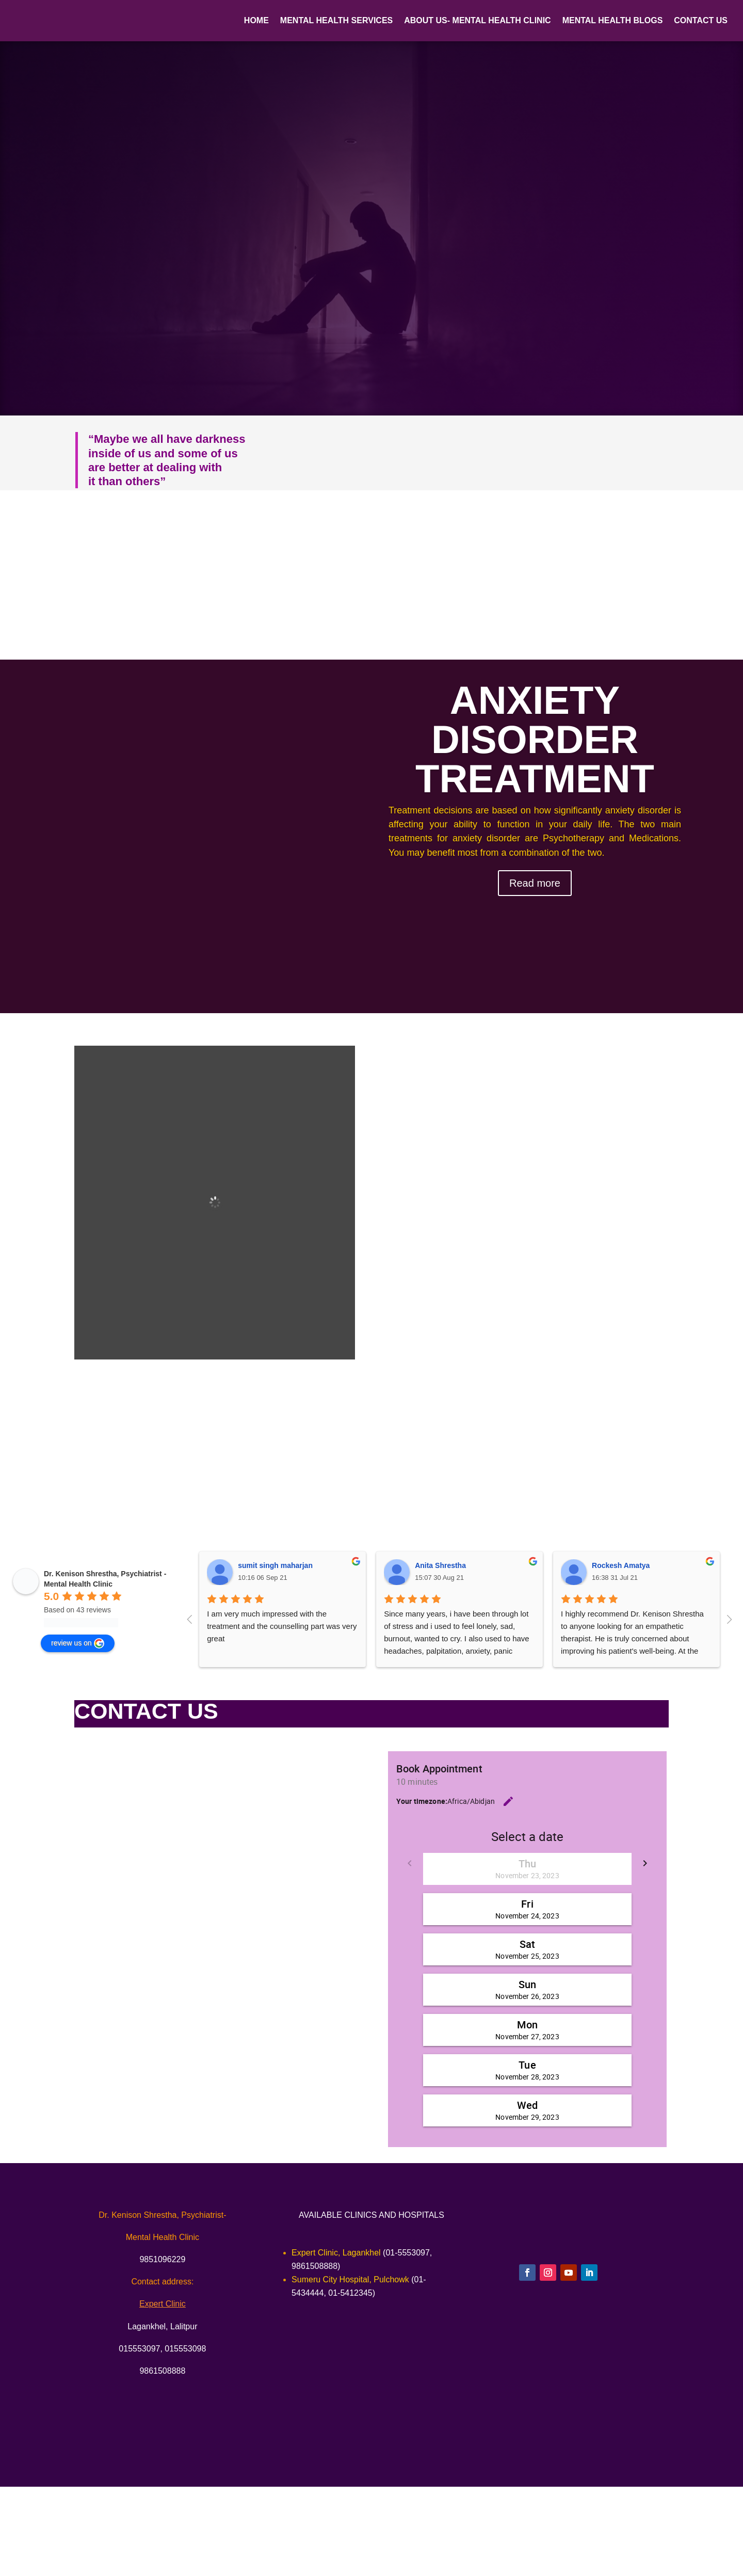 HOME
MENTAL HEALTH SERVICES
ABOUT US- MENTAL HEALTH CLINIC
MENTAL HEALTH BLOGS
CONTACT US
“Maybe we all have darkness
inside of us and some of us
are better at dealing with
it than others”
ANXIETY
DISORDER
TREATMENT
Treatment decisions are based on how significantly anxiety disorder is
affecting your ability to function in your daily life. The two main
treatments for anxiety disorder are Psychotherapy and Medications.
You may benefit most from a combination of the two.
Read more
Dr. Kenison Shrestha, Psychiatrist -
Mental Health Clinic
5.0
Based on 43 reviews
review us on
sumit singh maharjan
10:16 06 Sep 21
I am very much impressed with the
treatment and the counselling part was very
great
Anita Shrestha
15:07 30 Aug 21
Since many years, i have been through lot
of stress and i used to feel lonely, sad,
burnout, wanted to cry. I also used to have
headaches, palpitation, anxiety, panic
Rockesh Amatya
16:38 31 Jul 21
I highly recommend Dr. Kenison Shrestha
to anyone looking for an empathetic
therapist. He is truly concerned about
improving his patient's well-being. At the
CONTACT US
Book Appointment
10 minutes
Your timezone:Africa/Abidjan
Select a date
Thu
November 23, 2023
Fri
November 24, 2023
Sat
November 25, 2023
Sun
November 26, 2023
Mon
November 27, 2023
Tue
November 28, 2023
Wed
November 29, 2023
Dr. Kenison Shrestha, Psychiatrist-
Mental Health Clinic
9851096229
Contact address:
Expert Clinic
Lagankhel, Lalitpur
015553097, 015553098
9861508888
AVAILABLE CLINICS AND HOSPITALS
Expert Clinic, Lagankhel (01-5553097,
9861508888)
Sumeru City Hospital, Pulchowk (01-
5434444, 01-5412345)